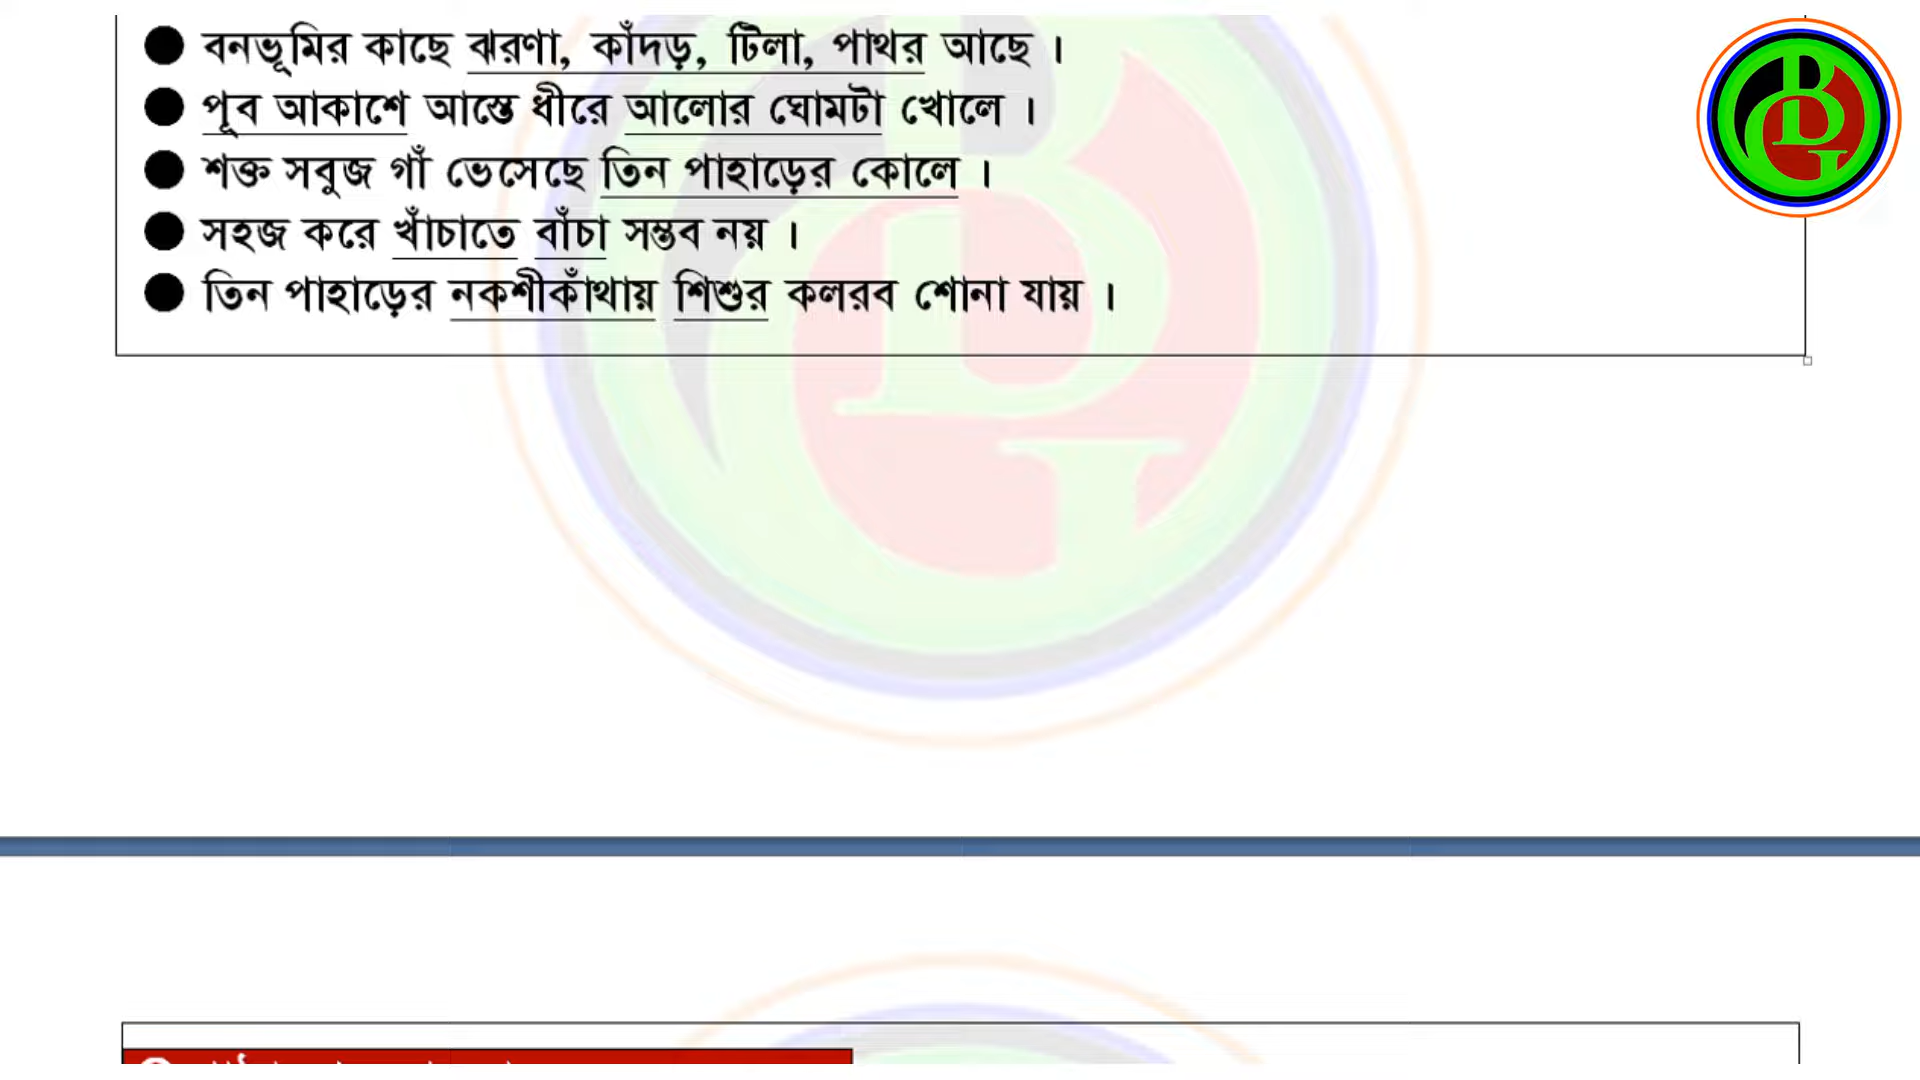 ● বনভূমির কাছে ঝরণা, কাঁদড়, টিলা, পাথর আছে ।
● পূব আকাশে আস্তে ধীরে আলোর ঘোমটা খোলে ।
● শক্ত সবুজ গাঁ ভেসেছে তিন পাহাড়ের কোলে ।
● সহজ করে খাঁচাতে বাঁচা সম্ভব নয় ।
● তিন পাহাড়ের নকশীকাঁথায় শিশুর কলরব শোনা যায় ।